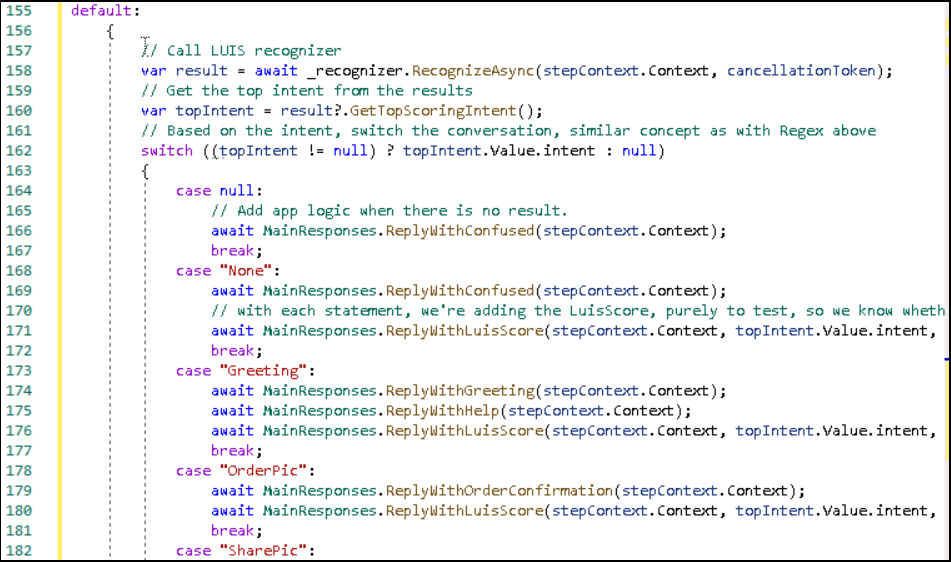 155 default:
156 {
157 // Call LUIS recognizer
158 var result = await _recognizer.RecognizeAsync(stepContext.Context, cancellationToken);
159 // Get the top intent from the results
160 var topIntent = result?.GetTopScoringIntent();
161 // Based on the intent, switch the conversation, similar concept as with Regex above
162 switch ((topIntent != null) ? topIntent.Value.intent : null)
163 {
164 case null:
165 // Add app logic when there is no result.
166 await MainResponses.ReplyWithConfused(stepContext.Context);
167 break;
168 case "None":
169 await MainResponses.ReplyWithConfused(stepContext.Context);
170 // with each statement, we're adding the LuisScore, purely to test, so we know wheth
171 await MainResponses.ReplyWithLuisScore(stepContext.Context, topIntent.Value.intent,
172 break;
173 case "Greeting":
174 await MainResponses.ReplyWithGreeting(stepContext.Context);
175 await MainResponses.ReplyWithHelp(stepContext.Context);
176 await MainResponses.ReplyWithLuisScore(stepContext.Context, topIntent.Value.intent,
177 break;
178 case "OrderPic":
179 await MainResponses.ReplyWithOrderConfirmation(stepContext.Context);
180 await MainResponses.ReplyWithLuisScore(stepContext.Context, topIntent.Value.intent,
181 break;
182 case "SharePic":